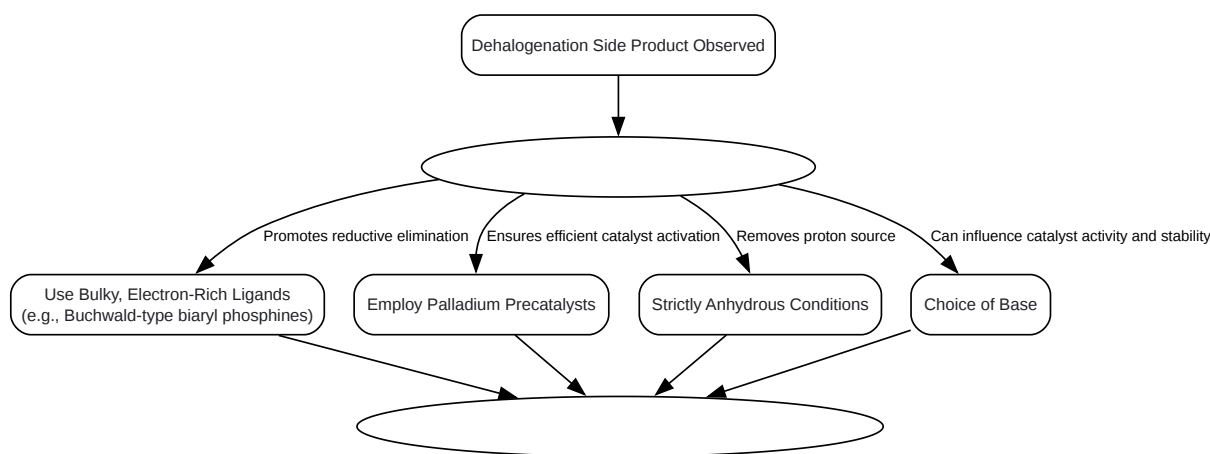 Dehalogenation Side Product Observed
Promotes reductive elimination
Ensures efficient catalyst activation
Removes proton source
Can influence catalyst activity and stability
Use Bulky, Electron-Rich Ligands
(e.g., Buchwald-type biaryl phosphines)
Employ Palladium Precatalysts
Strictly Anhydrous Conditions
Choice of Base